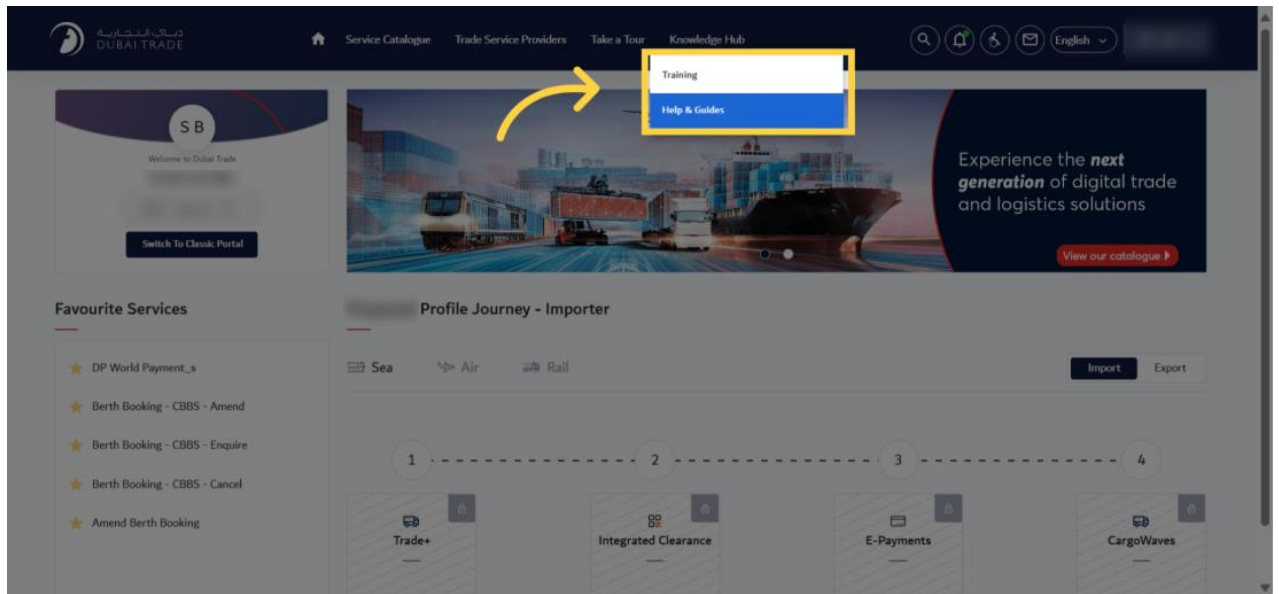 دبي التجارية
DUBAI TRADE
Service Catalogue
Trade Service Providers
Take a Tour
Knowledge Hub
English
Training
Help & Guides
S B
Welcome to Dubai Trade
Switch To Classic Portal
Experience the next
generation of digital trade
and logistics solutions
View our catalogue
Favourite Services
Profile Journey - Importer
DP World Payment_s
Berth Booking - CBBS - Amend
Berth Booking - CBBS - Enquire
Berth Booking - CBBS - Cancel
Amend Berth Booking
Sea
Air
Rail
Import
Export
1
2
3
4
Trade+
Integrated Clearance
E-Payments
CargoWaves